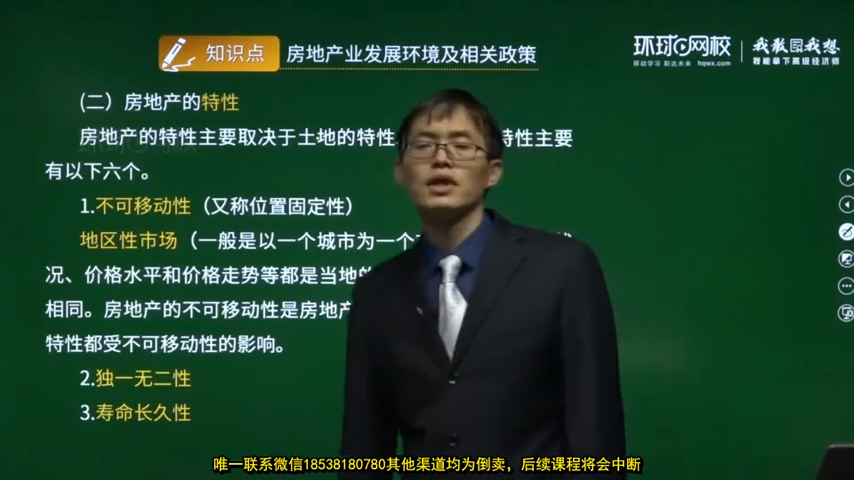 知识点
房地产业发展环境及相关政策
环球网校
移动学习 职达未来 hqwx.com
我敢闯我想
我能拿下高级经济师
(二）房地产的特性
房地产的特性主要取决于土地的特性 特性主要
有以下六个。
1.不可移动性（又称位置固定性）
地区性市场（一般是以一个城市为一个
况、价格水平和价格走势等都是当地的
相同。房地产的不可移动性是房地产
特性都受不可移动性的影响。
2.独一无二性
3.寿命长久性
唯一联系微信18538180780其他渠道均为倒卖，后续课程将会中断